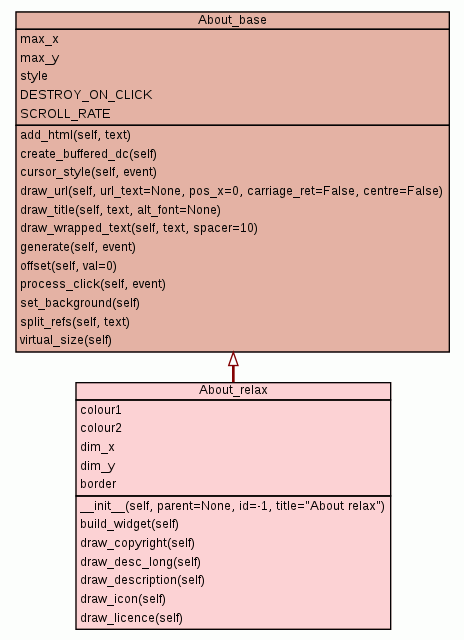 About_base
max_x
max_y
style
DESTROY_ON_CLICK
SCROLL_RATE
add_html(self, text)
create_buffered_dc(self)
cursor_style(self, event)
draw_url(self, url_text=None, pos_x=0, carriage_ret=False, centre=False)
draw_title(self, text, alt_font=None)
draw_wrapped_text(self, text, spacer=10)
generate(self, event)
offset(self, val=0)
process_click(self, event)
set_background(self)
split_refs(self, text)
virtual_size(self)
About_relax
colour1
colour2
dim_x
dim_y
border
__init__(self, parent=None, id=-1, title="About relax")
build_widget(self)
draw_copyright(self)
draw_desc_long(self)
draw_description(self)
draw_icon(self)
draw_licence(self)